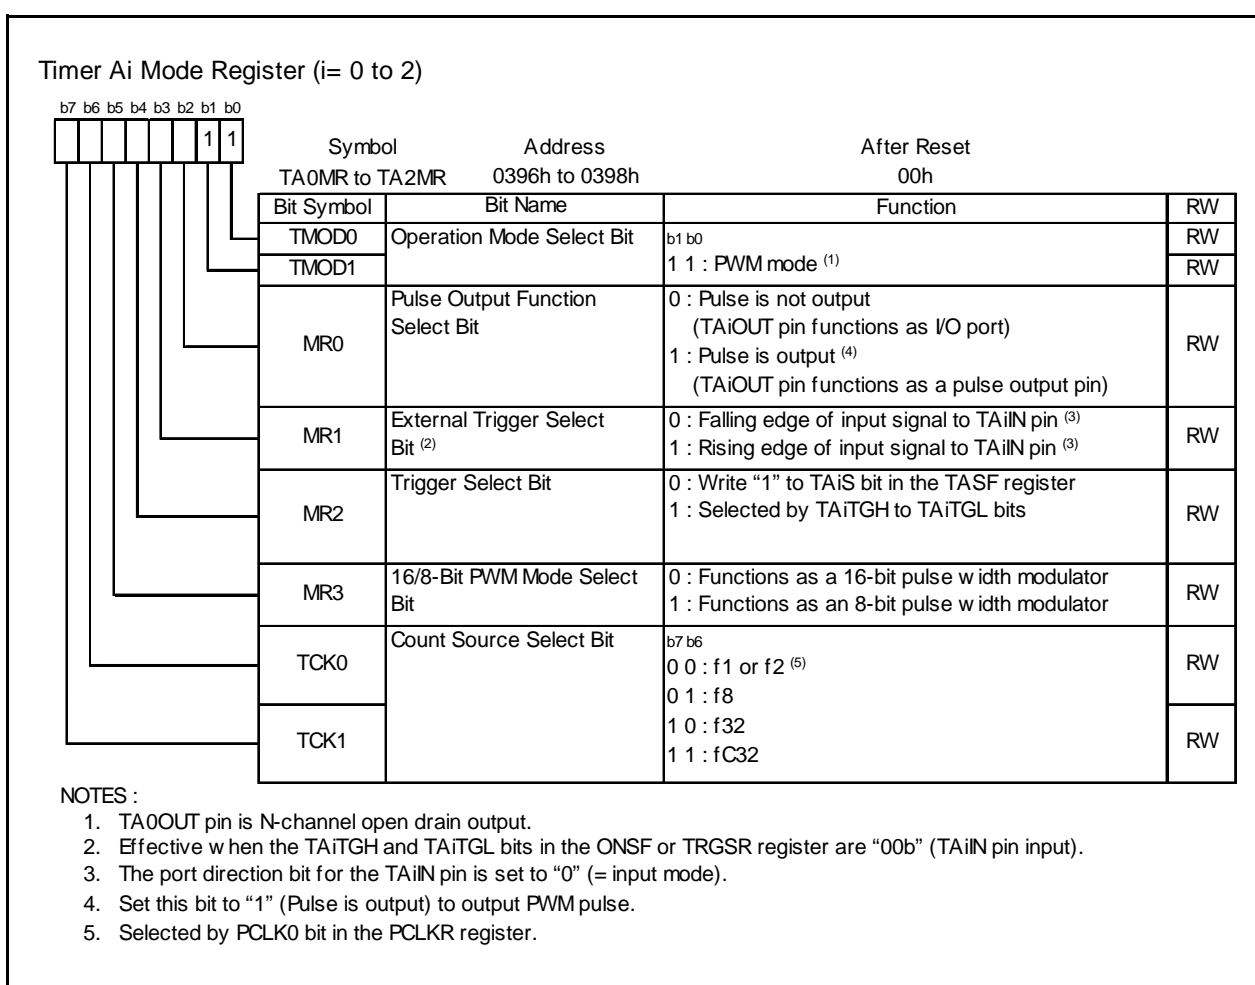 Timer Ai Mode Register (i= 0 to 2)
b7 b6 b5 b4 b3 b2 b1 b0
1 1
Symbol Address After Reset
TA0MR to TA2MR 0396h to 0398h 00h
Bit Symbol Bit Name Function RW
TMOD0 Operation Mode Select Bit b1 b0 RW
TMOD1 1 1 : PWM mode (1) RW
Pulse Output Function 0 : Pulse is not output
Select Bit (TAiOUT pin functions as I/O port)
MR0 1 : Pulse is output (4) RW
(TAiOUT pin functions as a pulse output pin)
External Trigger Select 0 : Falling edge of input signal to TAiIN pin (3)
MR1 Bit (2) 1 : Rising edge of input signal to TAiIN pin (3) RW
Trigger Select Bit 0 : Write “1” to TAiS bit in the TASF register
MR2 1 : Selected by TAiTGH to TAiTGL bits RW
16/8-Bit PWM Mode Select 0 : Functions as a 16-bit pulse width modulator
MR3 Bit 1 : Functions as an 8-bit pulse width modulator RW
Count Source Select Bit b7 b6
TCK0 0 0 : f1 or f2 (5) RW
0 1 : f8
TCK1 1 0 : f32 RW
1 1 : fC32
NOTES :
1. TA0OUT pin is N-channel open drain output.
2. Effective when the TAiTGH and TAiTGL bits in the ONSF or TRGSR register are “00b” (TAiIN pin input).
3. The port direction bit for the TAiIN pin is set to “0” (= input mode).
4. Set this bit to “1” (Pulse is output) to output PWM pulse.
5. Selected by PCLK0 bit in the PCLKR register.